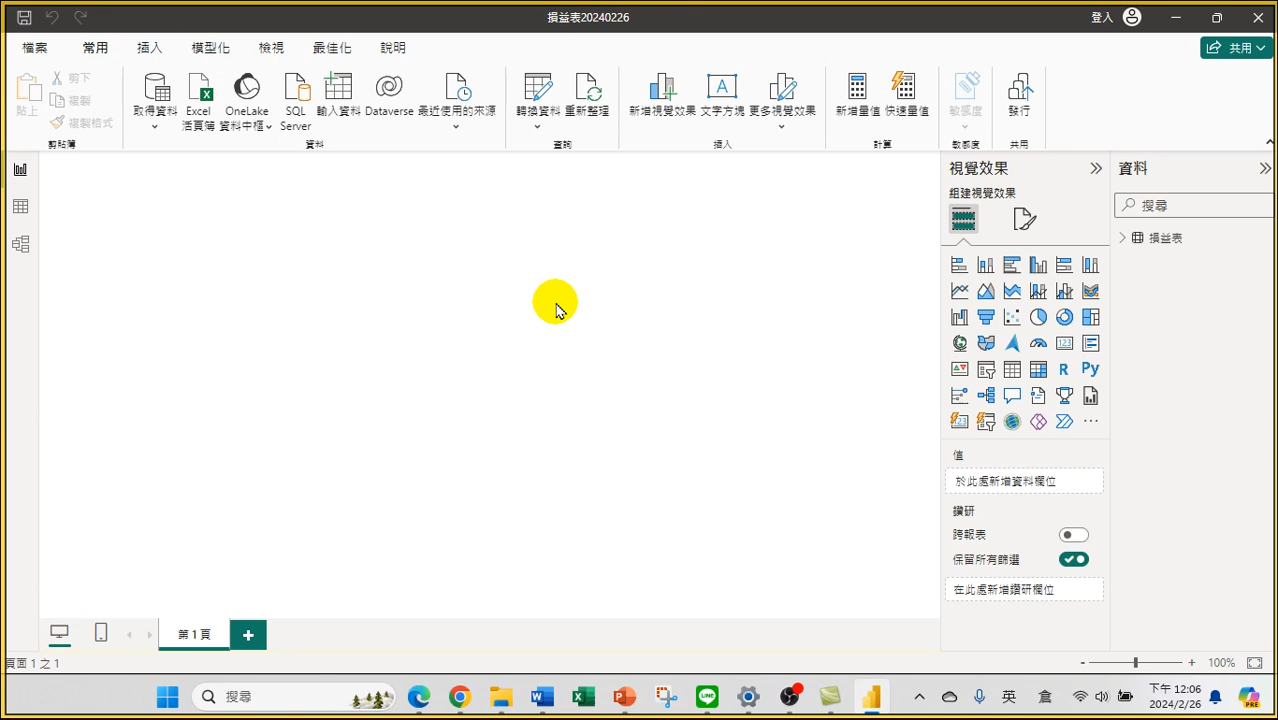 損益表20240226
登入
檔案 常用 插入 模型化 檢視 最佳化 說明
共用
貼上
剪下
複製
複製格式
剪貼簿
取得資料
Excel
活頁簿
OneLake
資料中樞
SQL
Server
輸入資料
Dataverse
最近使用的來源
資料
轉換資料
重新整理
查詢
新增視覺效果
A
文字方塊
更多視覺效果
插入
新增量值
快速量值
計算
敏感度
敏感度
發行
共用
視覺效果
組建視覺效果
資料
搜尋
損益表
123
R
Py
123
值
於此處新增資料欄位
鑽研
跨報表
保留所有篩選
在此處新增鑽研欄位
第 1 頁
頁面 1 之 1
100%
搜尋
英
下午 12:06
2024/2/26
PRE